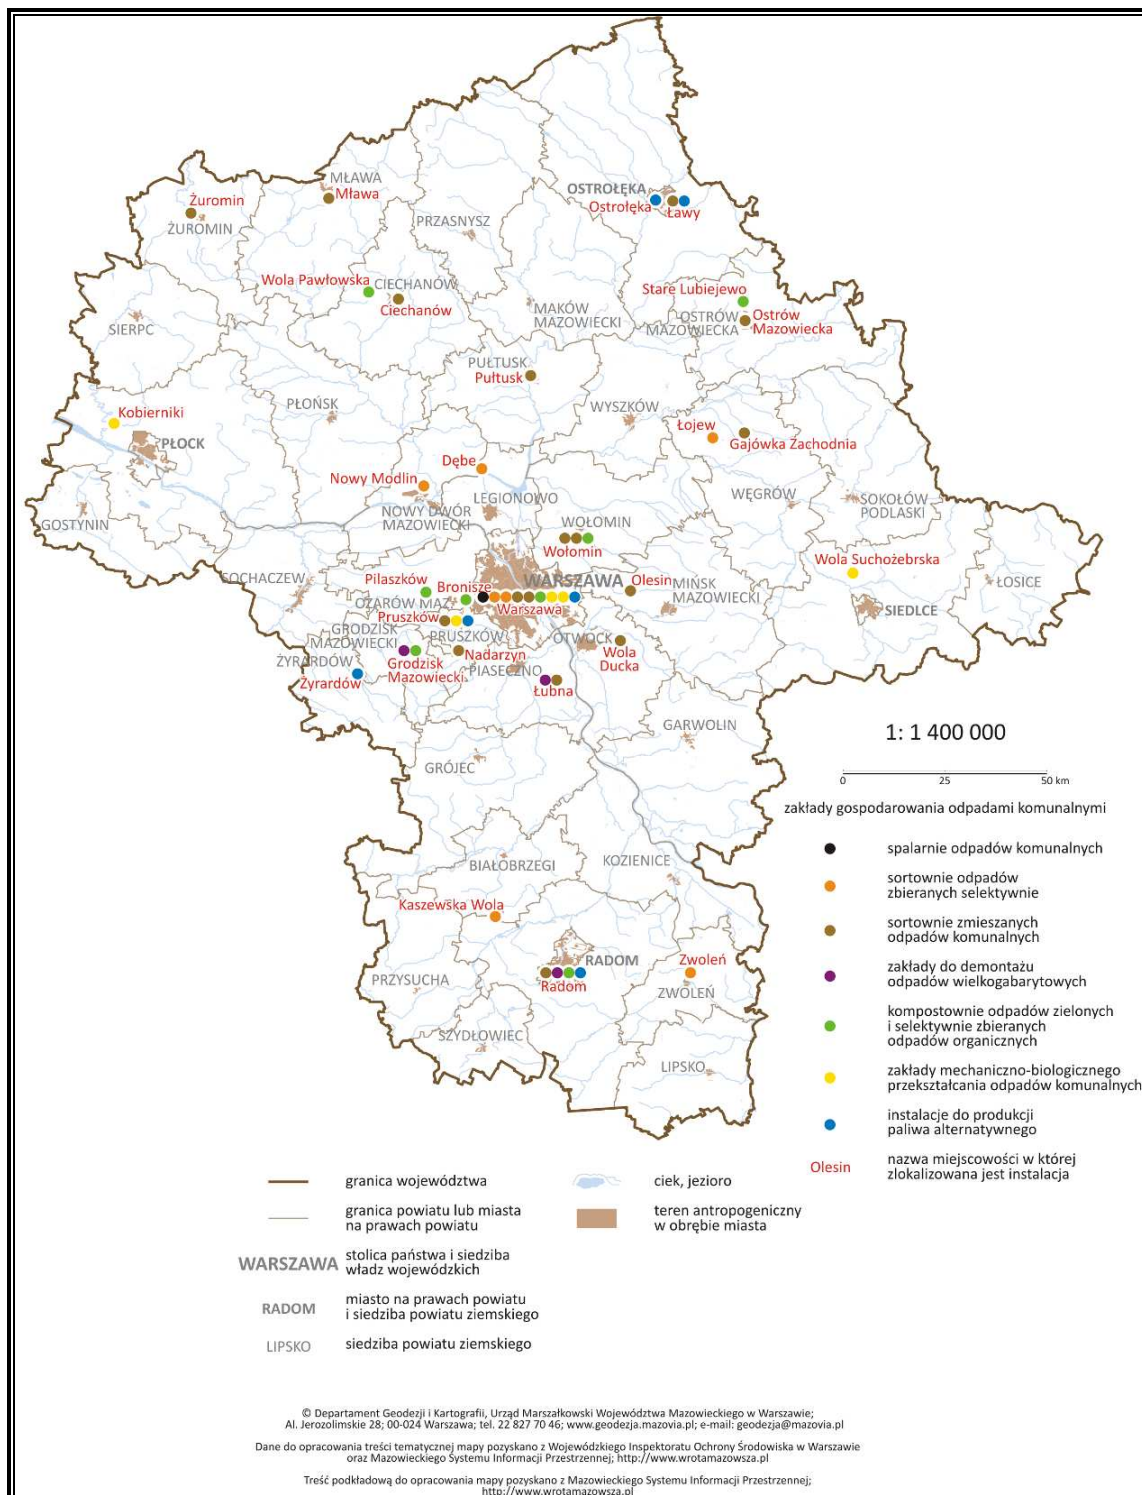 MŁAWA
Mława
Żuromin
ŻUROMIN
OSTROŁĘKA
Ostrołęka
Ławy
PRZASNYSZ
Wola Pawłowska
CIECHANÓW
Ciechanów
Stare Lubiejewo
OSTRÓW
MAZOWIECKA
Ostrów
Mazowiecka
MAKÓW
MAZOWIECKI
SIERPC
PUŁTUSK
Pułtusk
PŁOŃSK
WYSZKÓW
Kobierniki
PŁOCK
Łojew
Gajówka Zachodnia
Dębe
Nowy Modlin
NOWY DWÓR
MAZOWIECKI
LEGIONOWO
WĘGRÓW
SOKOŁÓW
PODLASKI
GOSTYNIN
WOŁOMIN
Wołomin
Wola Suchożebrska
ŁOSICE
SIEDLCE
SOCHACZEW
Pilaszków
Bronisze
WARSZAWA
Warszawa
Olesin
MIŃSK
MAZOWIECKI
OŻARÓW MAZ.
Pruszków
PRUSZKÓW
GRODZISK
MAZOWIECKI
OTWOCK
Wola
Ducka
Nadarzyn
Grodzisk
Mazowiecki
PIASECZNO
ŻYRARDÓW
Żyrardów
Łubna
GARWOLIN
GRÓJEC
1: 1 400 000
0 25 50 km
BIAŁOBRZEGI
KOZIENICE
Kaszewska Wola
RADOM
Radom
Zwoleń
ZWOLEŃ
PRZYSUCHA
SZYDŁOWIEC
LIPSKO
zakłady gospodarowania odpadami komunalnymi
spalarnie odpadów komunalnych
sortownie odpadów
zbieranych selektywnie
sortownie zmieszanych
odpadów komunalnych
zakłady do demontażu
odpadów wielkogabarytowych
kompostownie odpadów zielonych
i selektywnie zbieranych
odpadów organicznych
zakłady mechaniczno-biologicznego
przekształcania odpadów komunalnych
instalacje do produkcji
paliwa alternatywnego
Olesin
nazwa miejscowości w której
zlokalizowana jest instalacja
granica województwa
granica powiatu lub miasta
na prawach powiatu
WARSZAWA
stolica państwa i siedziba
władz wojewódzkich
RADOM
miasto na prawach powiatu
i siedziba powiatu ziemskiego
LIPSKO
siedziba powiatu ziemskiego
ciek, jezioro
teren antropogeniczny
w obrębie miasta
© Departament Geodezji i Kartografii, Urząd Marszałkowski Województwa Mazowieckiego w Warszawie;
Al. Jerozolimskie 28; 00-024 Warszawa; tel. 22 827 70 46; www.geodezja.mazovia.pl; e-mail: geodezja@mazovia.pl
Dane do opracowania treści tematycznej mapy pozyskano z Wojewódzkiego Inspektoratu Ochrony Środowiska w Warszawie
oraz Mazowieckiego Systemu Informacji Przestrzennej; http://www.wrotamazowsza.pl
Treść podkładową do opracowania mapy pozyskano z Mazowieckiego Systemu Informacji Przestrzennej;
http://www.wrotamazowsza.pl